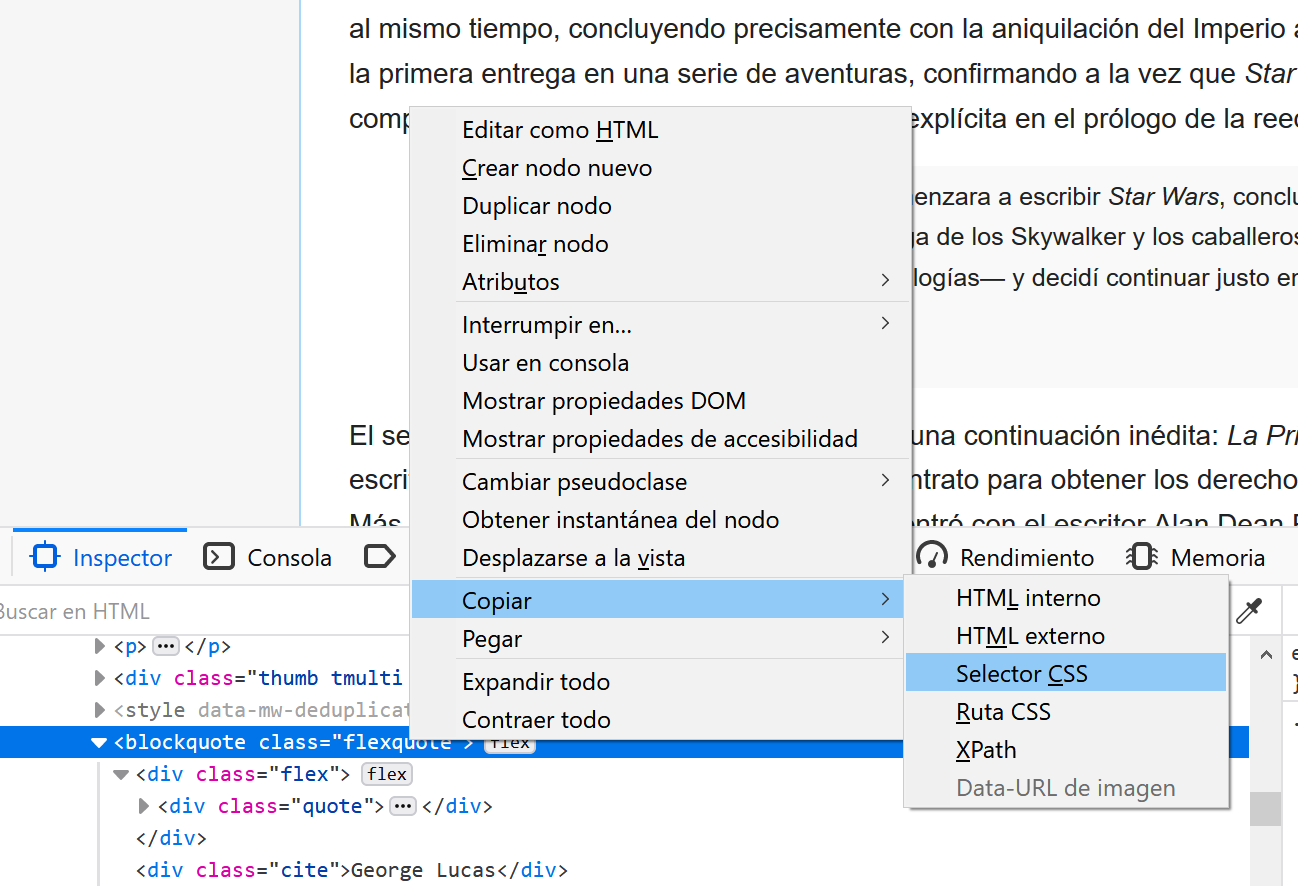 al mismo tiempo, concluyendo precisamente con la aniquilación del Imperio
la primera entrega en una serie de aventuras, confirmando a la vez que Star
comp explícita en el prólogo de la reed
enzara a escribir Star Wars, conclu
a de los Skywalker y los caballeros
logías— y decidí continuar justo en
El se una continuación inédita: La Pri
escri ntrato para obtener los derechos
Más ntró con el escritor Alan Dean F
Editar como HTML
Crear nodo nuevo
Duplicar nodo
Eliminar nodo
Atributos
Interrumpir en...
Usar en consola
Mostrar propiedades DOM
Mostrar propiedades de accesibilidad
Cambiar pseudoclase
Obtener instantánea del nodo
Desplazarse a la vista
Copiar
Pegar
Expandir todo
Contraer todo
HTML interno
HTML externo
Selector CSS
Ruta CSS
XPath
Data-URL de imagen
Inspector Consola Rendimiento Memoria
Buscar en HTML
<p> ··· </p>
<div class="thumb tmulti
<style data-mw-deduplicat
<blockquote class="flexquote"> flex
<div class="flex"> flex
<div class="quote"> ··· </div>
</div>
<div class="cite">George Lucas</div>